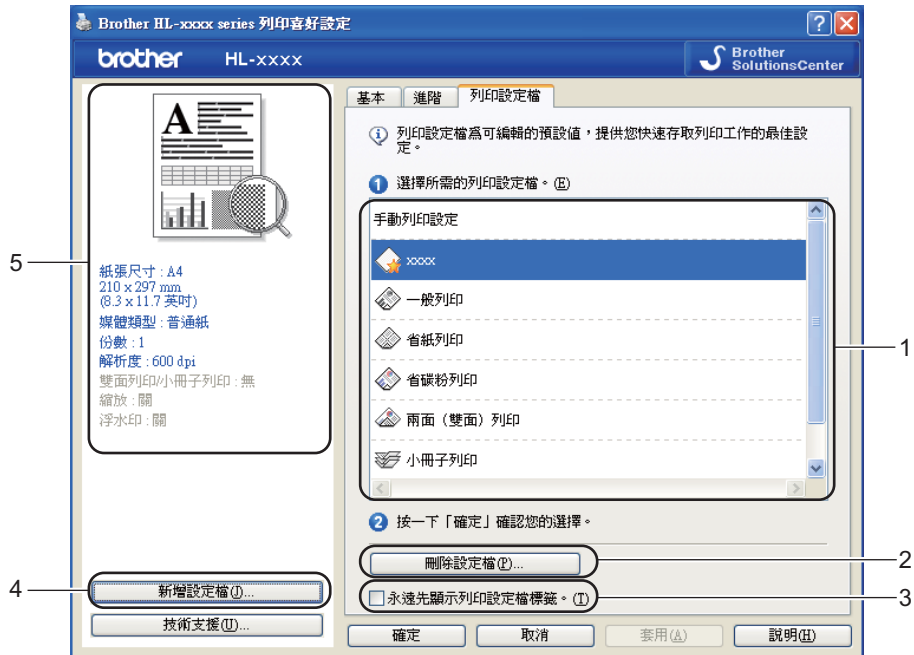 Brother HL-xxxx series 列印喜好設定
brother HL-xxxx
Brother
SolutionsCenter
A
5
紙張尺寸 : A4
210 x 297 mm
(8.3 x 11.7 英吋)
媒體類型 : 普通紙
份數 : 1
解析度 : 600 dpi
雙面列印/小冊子列印 : 無
縮放 : 關
浮水印 : 關
4
新增設定檔(J)...
技術支援(U)...
基本 進階 列印設定檔
列印設定檔為可編輯的預設值，提供您快速存取列印工作的最佳設
定。
1 選擇所需的列印設定檔。(E)
手動列印設定
xxxx
一般列印
省紙列印
省碳粉列印
兩面（雙面）列印
小冊子列印
1
2 按一下「確定」確認您的選擇。
刪除設定檔(P)...
2
永遠先顯示列印設定檔標籤。(T)
3
確定 取消 套用(A) 說明(H)